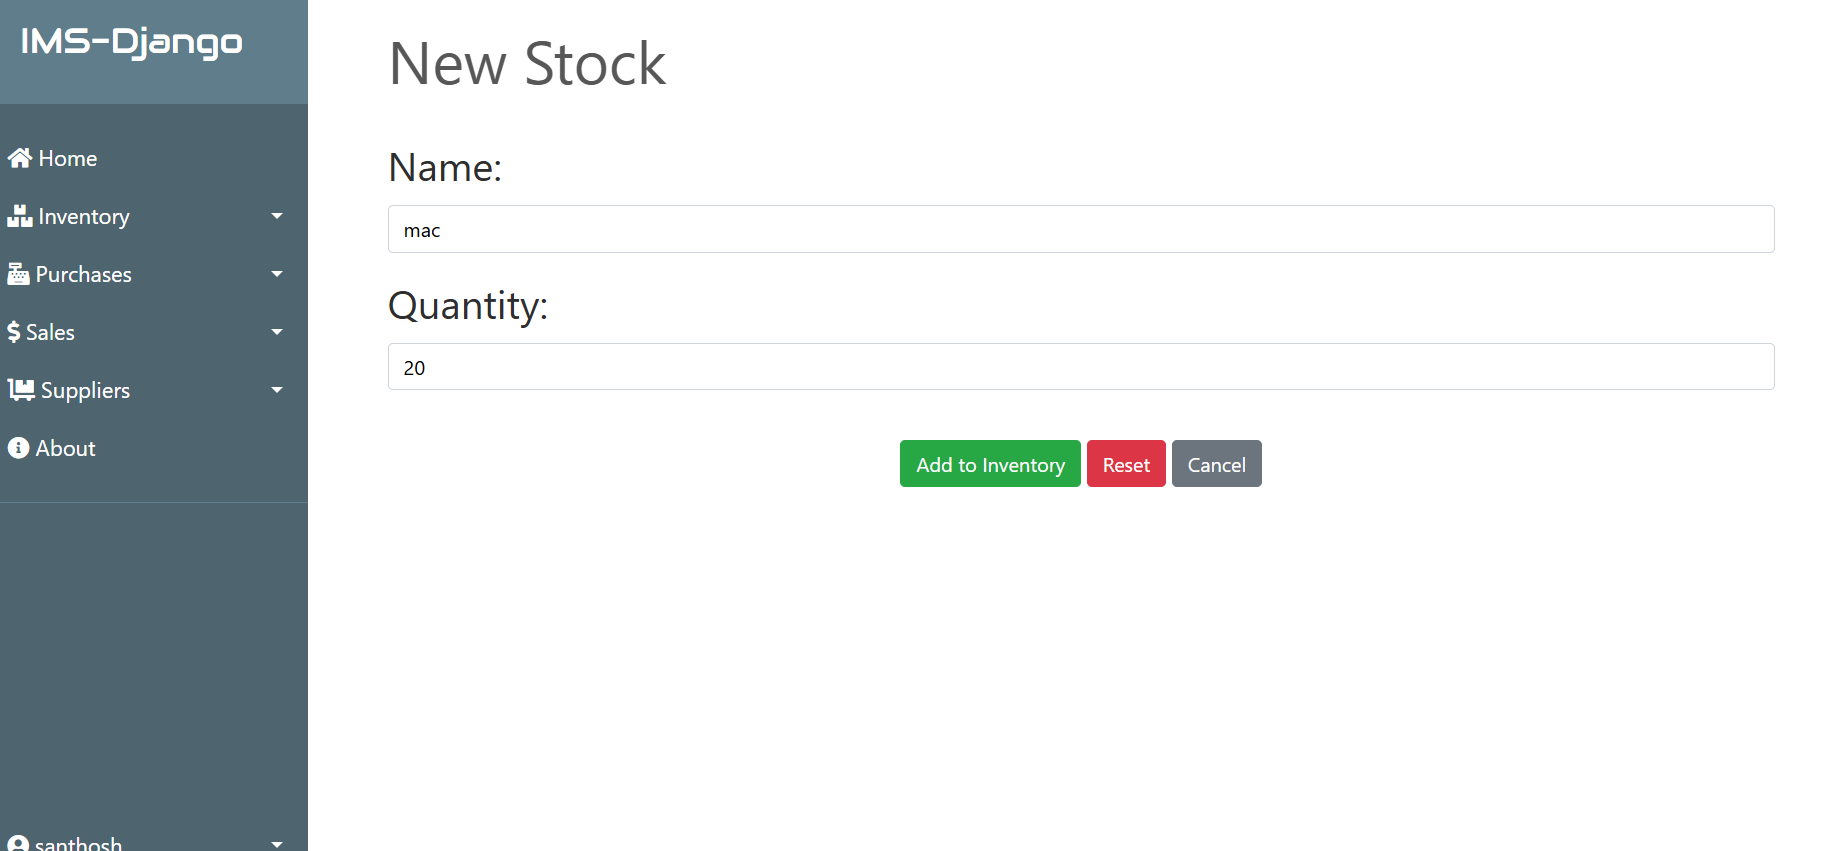 IMS-Django
Home
Inventory
Purchases
Sales
Suppliers
About
santhosh
New Stock
Name:
mac
Quantity:
20
Add to Inventory Reset Cancel